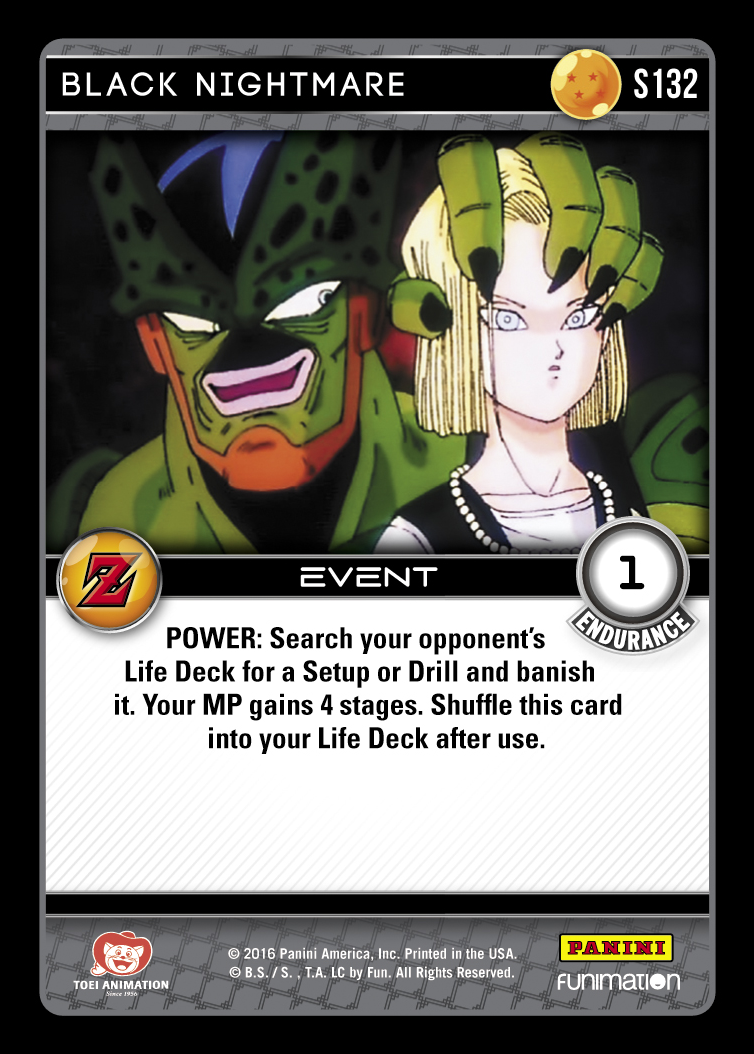 BLACK NIGHTMARE S132
Z
EVENT
1
ENDURANCE
POWER: Search your opponent's
Life Deck for a Setup or Drill and banish
it. Your MP gains 4 stages. Shuffle this card
into your Life Deck after use.
TOEI ANIMATION
Since 1956
© 2016 Panini America, Inc. Printed in the USA.
© B.S. / S. , T.A. LC by Fun. All Rights Reserved.
PANINI
FUNIMATION